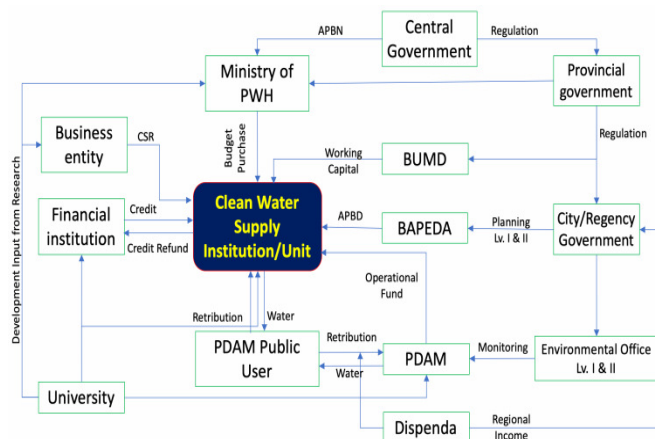 APBN
Central
Government
Regulation
Ministry of
PWH
Provincial
government
Business
entity
CSR
Budget
Purchase
Working
Capital
BUMD
Regulation
Development Input from Research
Financial
institution
Credit
Credit Refund
Clean Water
Supply
Institution/Unit
APBD
BAPEDA
Planning
Lv. I & II
City/Regency
Government
Operational
Fund
Retribution
Water
PDAM Public
User
Retribution
Water
PDAM
Monitoring
Environmental Office
Lv. I & II
University
Dispenda
Regional
Income